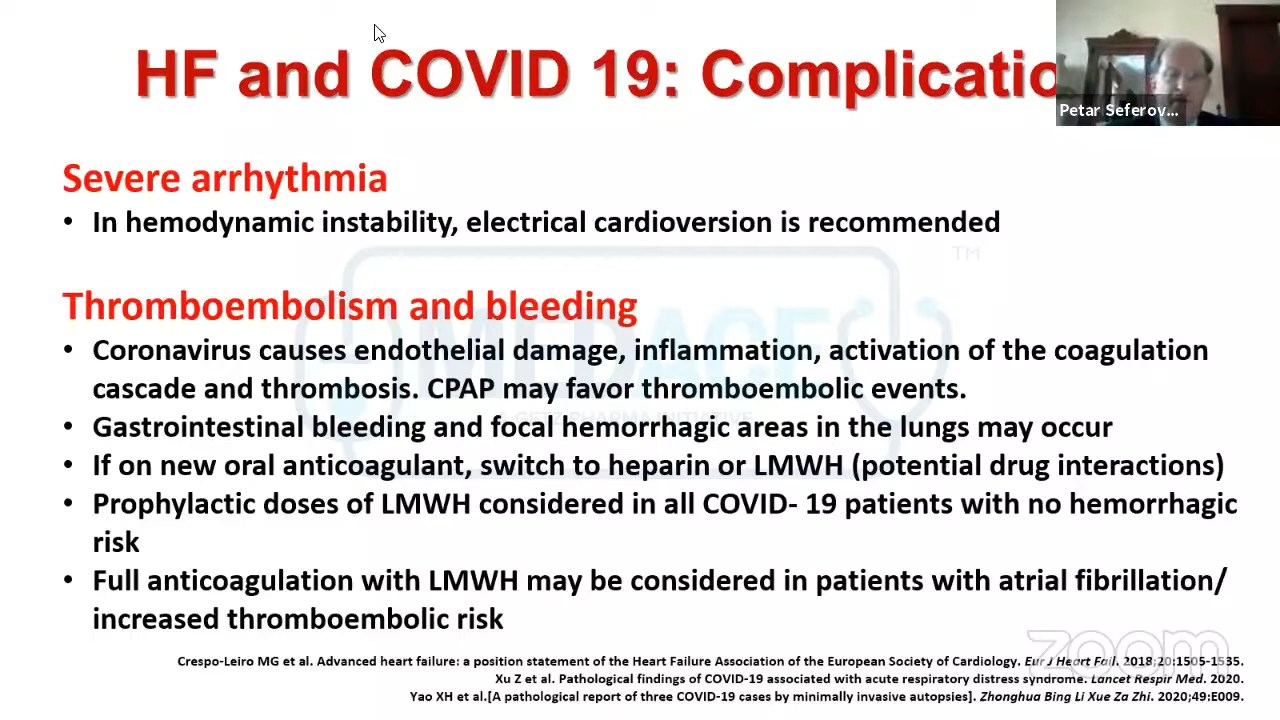 HF and COVID 19: Complicatio
Petar Seferov...
Severe arrhythmia
• In hemodynamic instability, electrical cardioversion is recommended
TM
Thromboembolism and bleeding
MEDACE
• Coronavirus causes endothelial damage, inflammation, activation of the coagulation
cascade and thrombosis. CPAP may favor thromboembolic events.
A GETZ PHARMA INITIATIVE
• Gastrointestinal bleeding and focal hemorrhagic areas in the lungs may occur
• If on new oral anticoagulant, switch to heparin or LMWH (potential drug interactions)
• Prophylactic doses of LMWH considered in all COVID- 19 patients with no hemorrhagic
risk
• Full anticoagulation with LMWH may be considered in patients with atrial fibrillation/
increased thromboembolic risk
zoom
Crespo-Leiro MG et al. Advanced heart failure: a position statement of the Heart Failure Association of the European Society of Cardiology. Eur J Heart Fail. 2018;20:1505-1535.
Xu Z et al. Pathological findings of COVID-19 associated with acute respiratory distress syndrome. Lancet Respir Med. 2020.
Yao XH et al.[A pathological report of three COVID-19 cases by minimally invasive autopsies]. Zhonghua Bing Li Xue Za Zhi. 2020;49:E009.